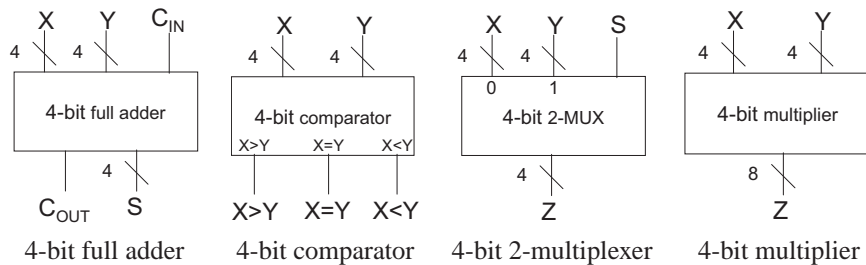 X Y C_IN
4 4
4-bit full adder
4
C_OUT S
4-bit full adder
X Y
4 4
4-bit comparator
X>Y X=Y X<Y
X>Y X=Y X<Y
4-bit comparator
X Y S
4 4
0 1
4-bit 2-MUX
4
Z
4-bit 2-multiplexer
X Y
4 4
4-bit multiplier
8
Z
4-bit multiplier